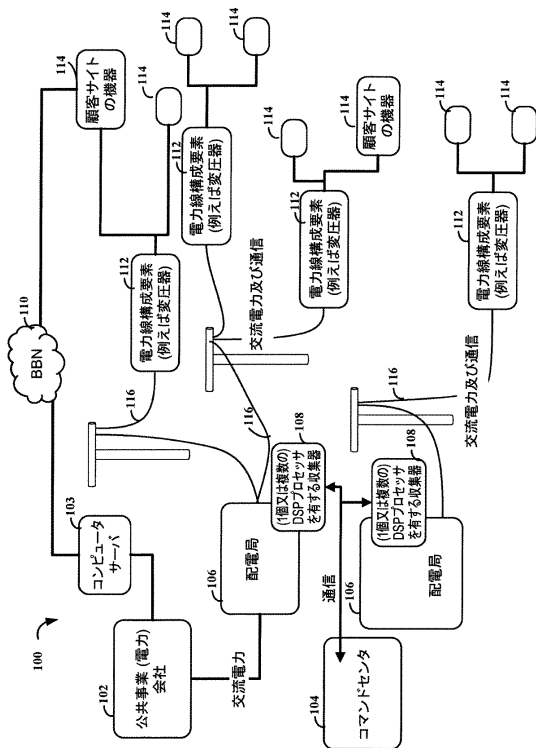 100
102
公共事業(電力)
会社
103
コンピュータ
サーバ
110
BBN
114
顧客サイト
の機器
114
112
電力線構成要素
(例えば変圧器)
116
交流電力
106
配電局
108
(1個又は複数の)
DSPプロセッサ
を有する収集器
116
112
電力線構成要素
(例えば変圧器)
114
114
交流電力及び通信
112
電力線構成要素
(例えば変圧器)
114
114
顧客サイト
の機器
104
コマンドセンタ
通信
106
配電局
108
(1個又は複数の)
DSPプロセッサ
を有する収集器
116
交流電力及び通信
112
電力線構成要素
(例えば変圧器)
114
114